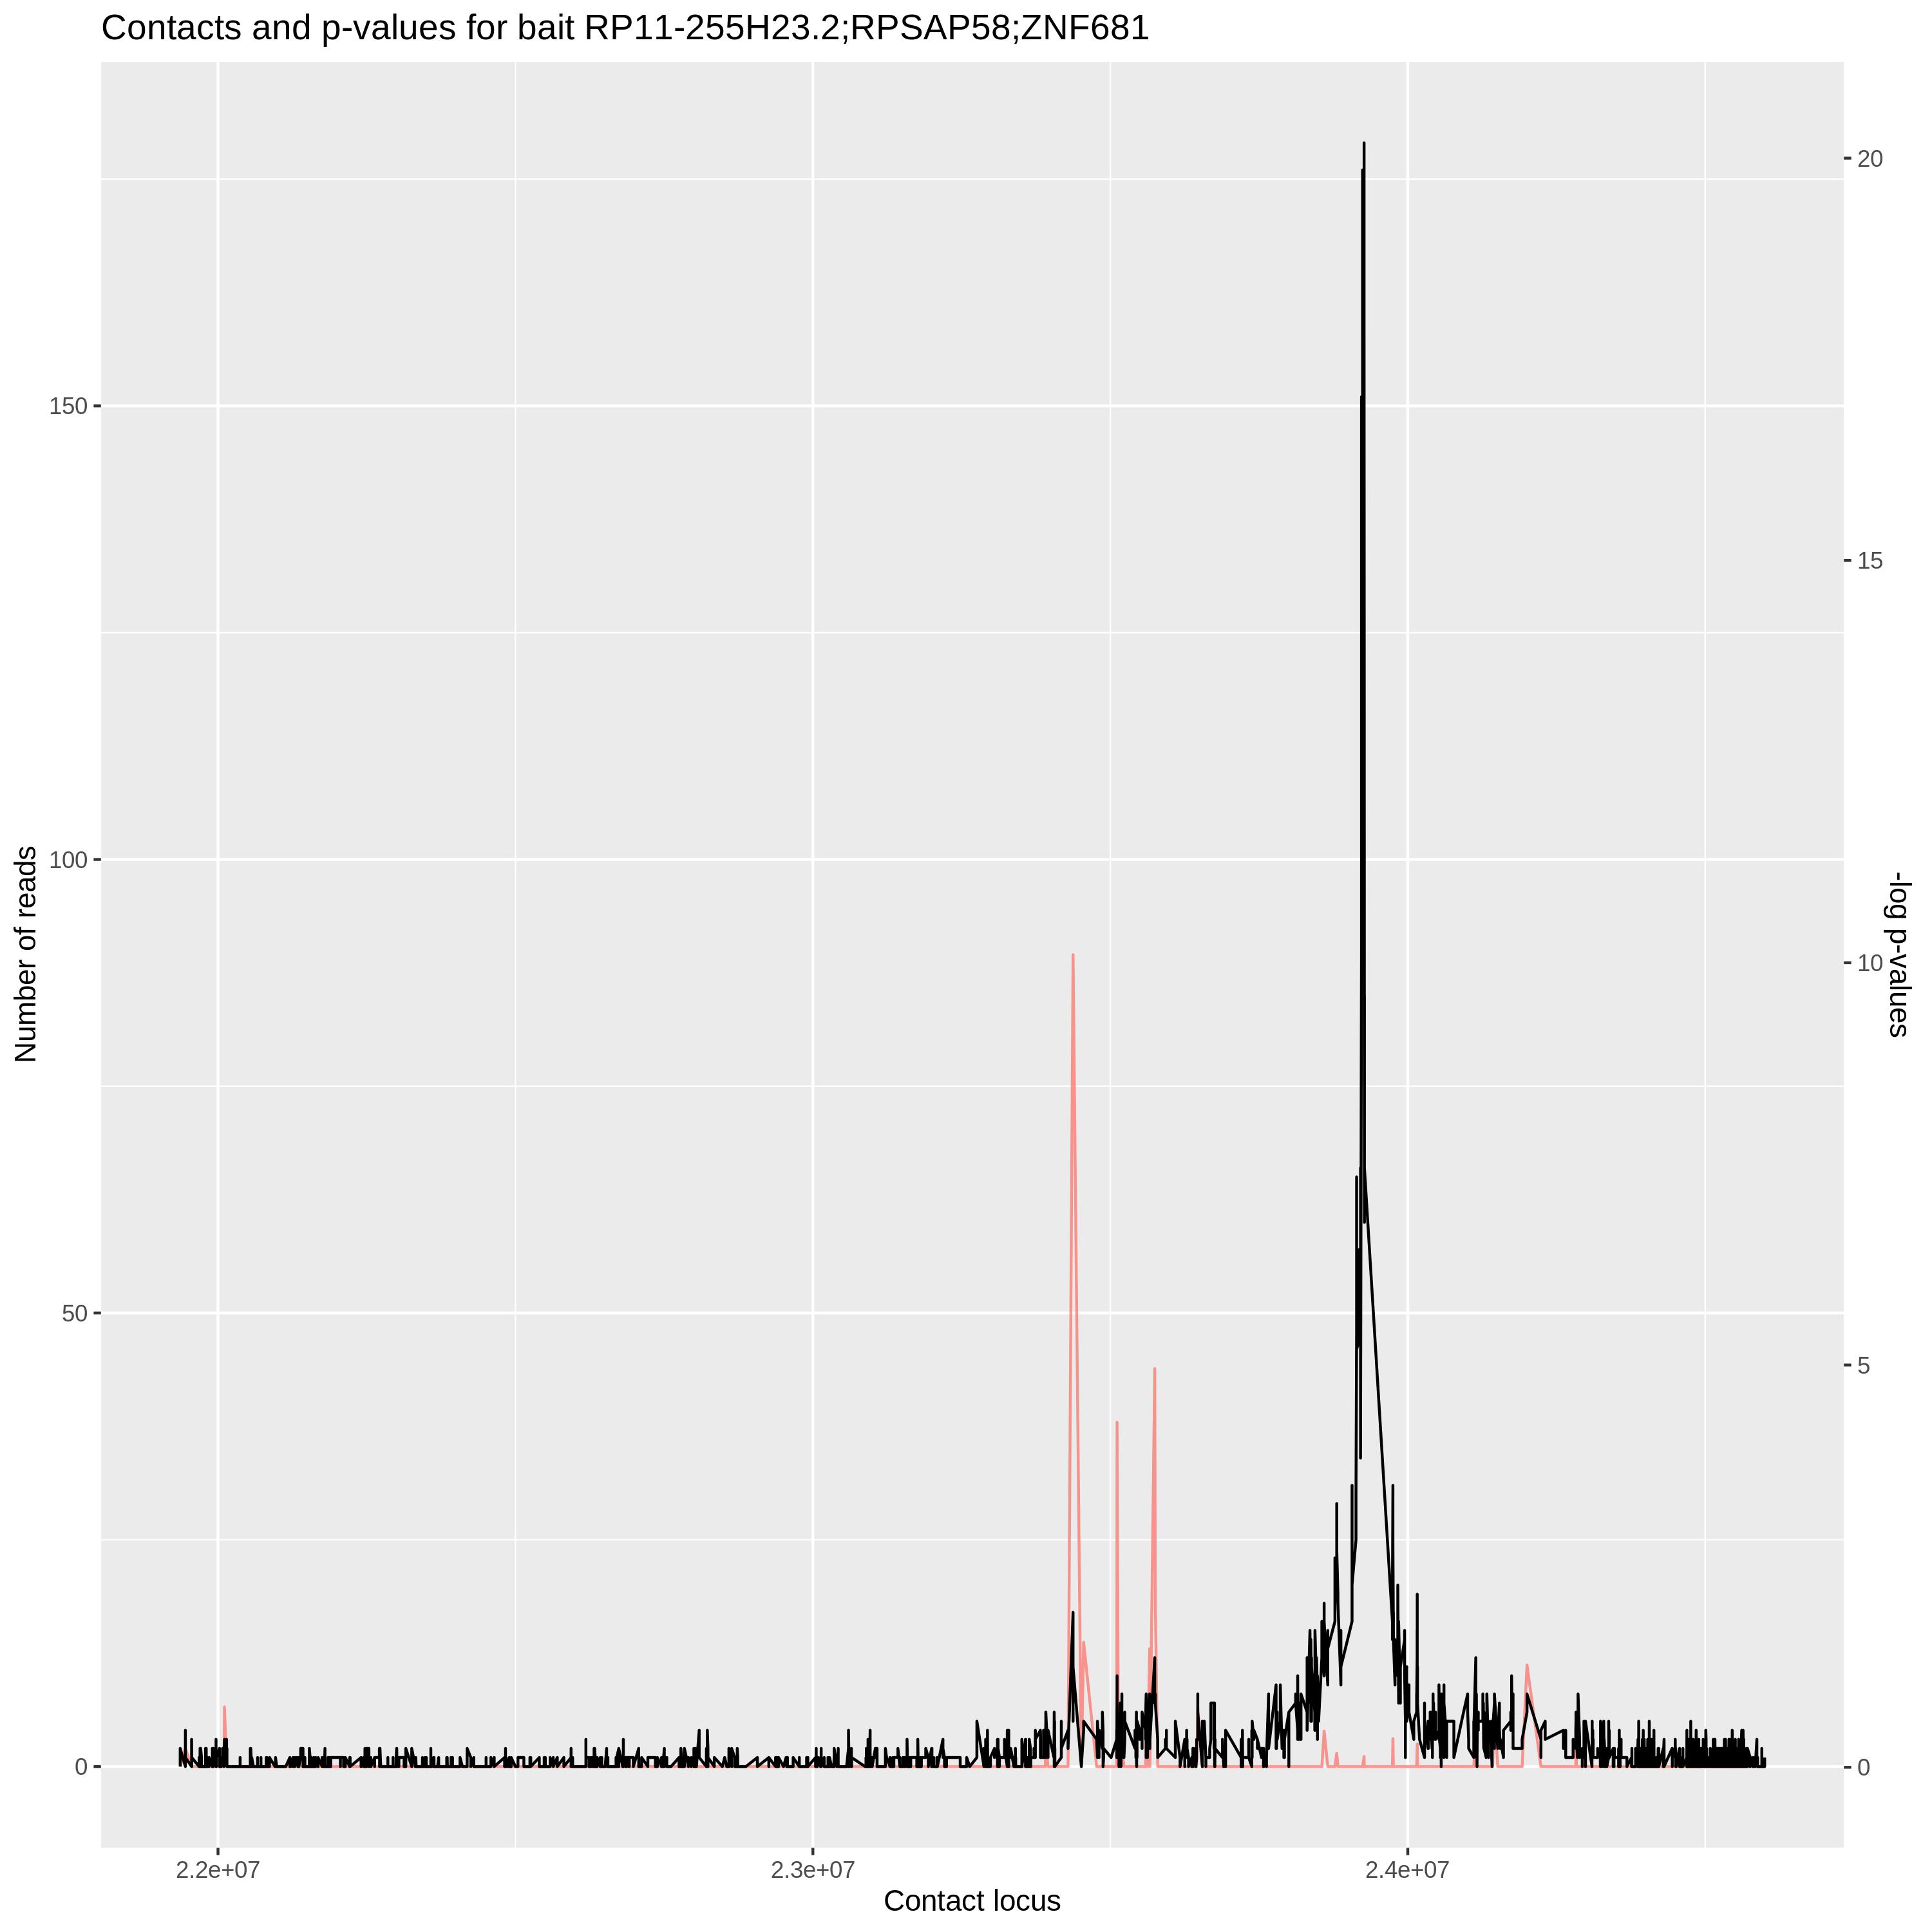 Contacts and p-values for bait RP11-255H23.2;RPSAP58;ZNF681
Number of reads
150
100
50
0
20
15
10
5
0
-log p-values
2.2e+07
2.3e+07
2.4e+07
Contact locus